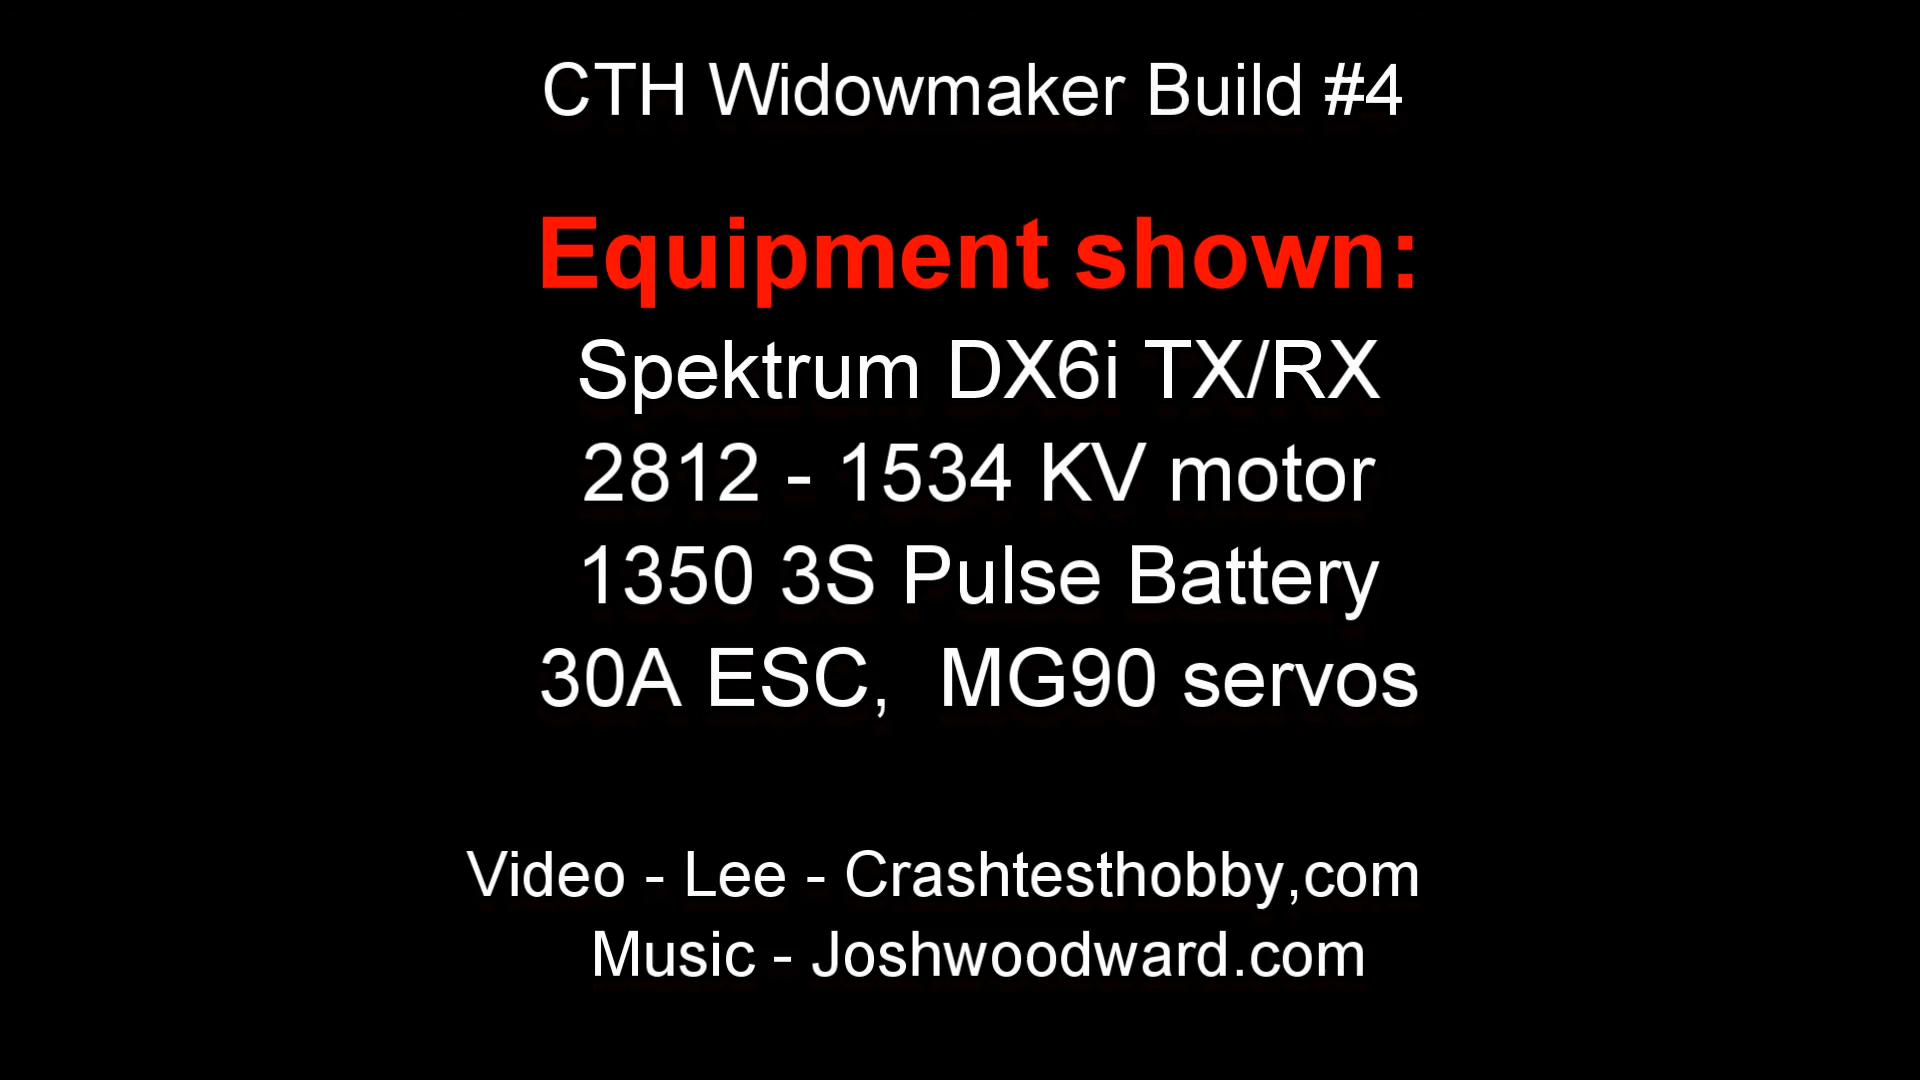 CTH Widowmaker Build #4
Equipment shown:
Spektrum DX6i TX/RX
2812 - 1534 KV motor
1350 3S Pulse Battery
30A ESC,  MG90 servos
Video - Lee - Crashtesthobby,com
Music - Joshwoodward.com